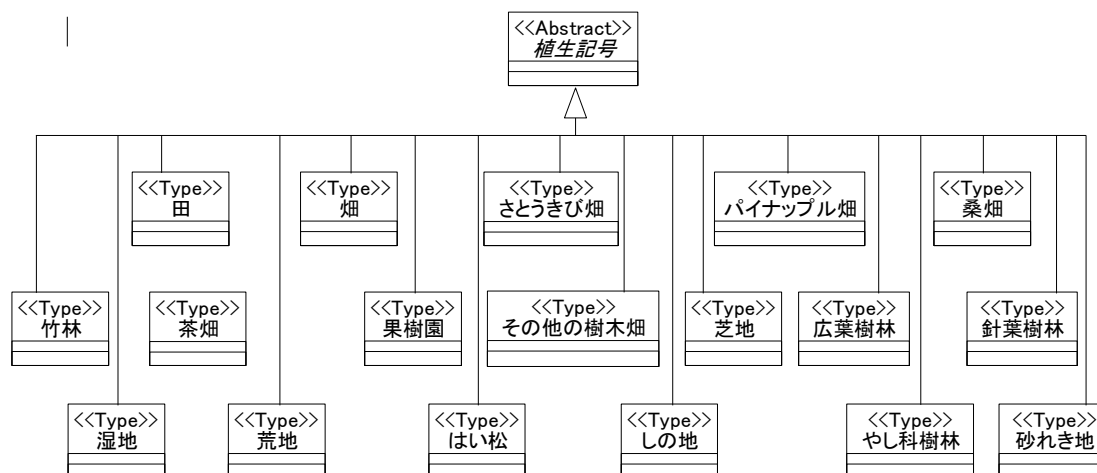 <<Abstract>>
植生記号
<<Type>>
田
<<Type>>
畑
<<Type>>
さとうきび畑
<<Type>>
パイナップル畑
<<Type>>
桑畑
<<Type>>
竹林
<<Type>>
茶畑
<<Type>>
果樹園
<<Type>>
その他の樹木畑
<<Type>>
芝地
<<Type>>
広葉樹林
<<Type>>
針葉樹林
<<Type>>
湿地
<<Type>>
荒地
<<Type>>
はい松
<<Type>>
しの地
<<Type>>
やし科樹林
<<Type>>
砂れき地